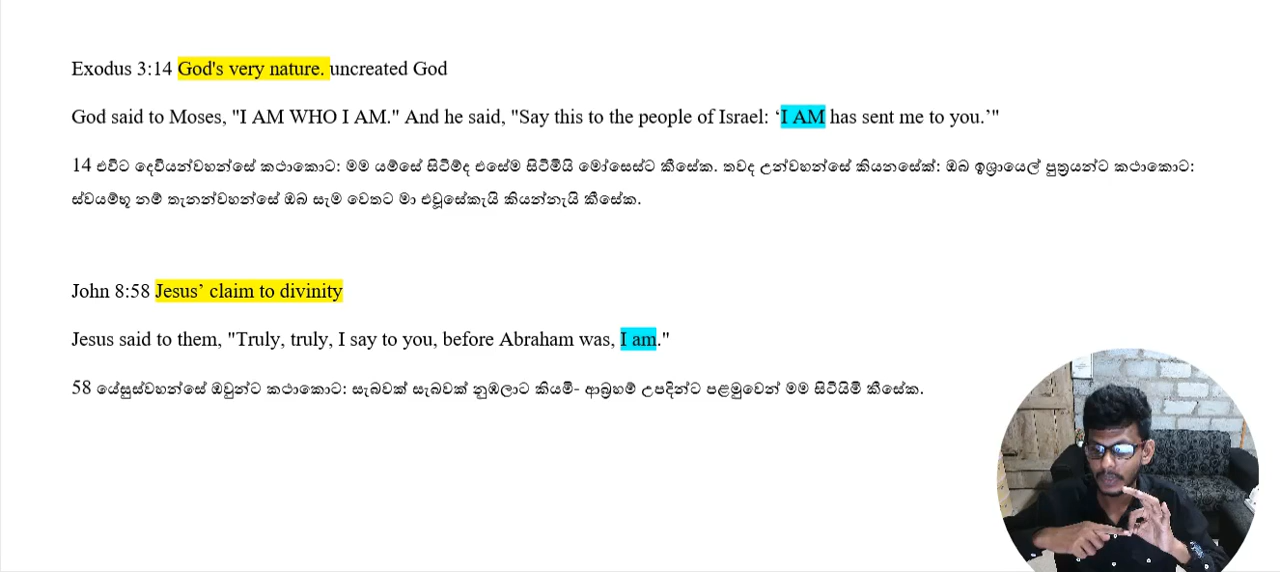 Exodus 3:14 God's very nature. uncreated God
God said to Moses, "I AM WHO I AM." And he said, "Say this to the people of Israel: ‘I AM has sent me to you.’"
14 එවිට දෙවියන්වහන්සේ කථාකොට: මම යම්සේ සිටිම්ද එසේම සිටිමියි මෝසෙස්ට කීසේක. තවද උන්වහන්සේ කියනසේක්: ඔබ ඉශ්‍රායෙල් පුත්‍රයන්ට කථාකොට:
ස්වයම්භූ නම් තැනන්වහන්සේ ඔබ සැම වෙතට මා එවූසේකැයි කියන්නැයි කීසේක.
John 8:58 Jesus’ claim to divinity
Jesus said to them, "Truly, truly, I say to you, before Abraham was, I am."
58 යේසුස්වහන්සේ ඔවුන්ට කථාකොට: සැබවක් සැබවක් නුඹලාට කියමි- ආබ්‍රහම් උපදින්ට පළමුවෙන් මම සිටියිමි කීසේක.